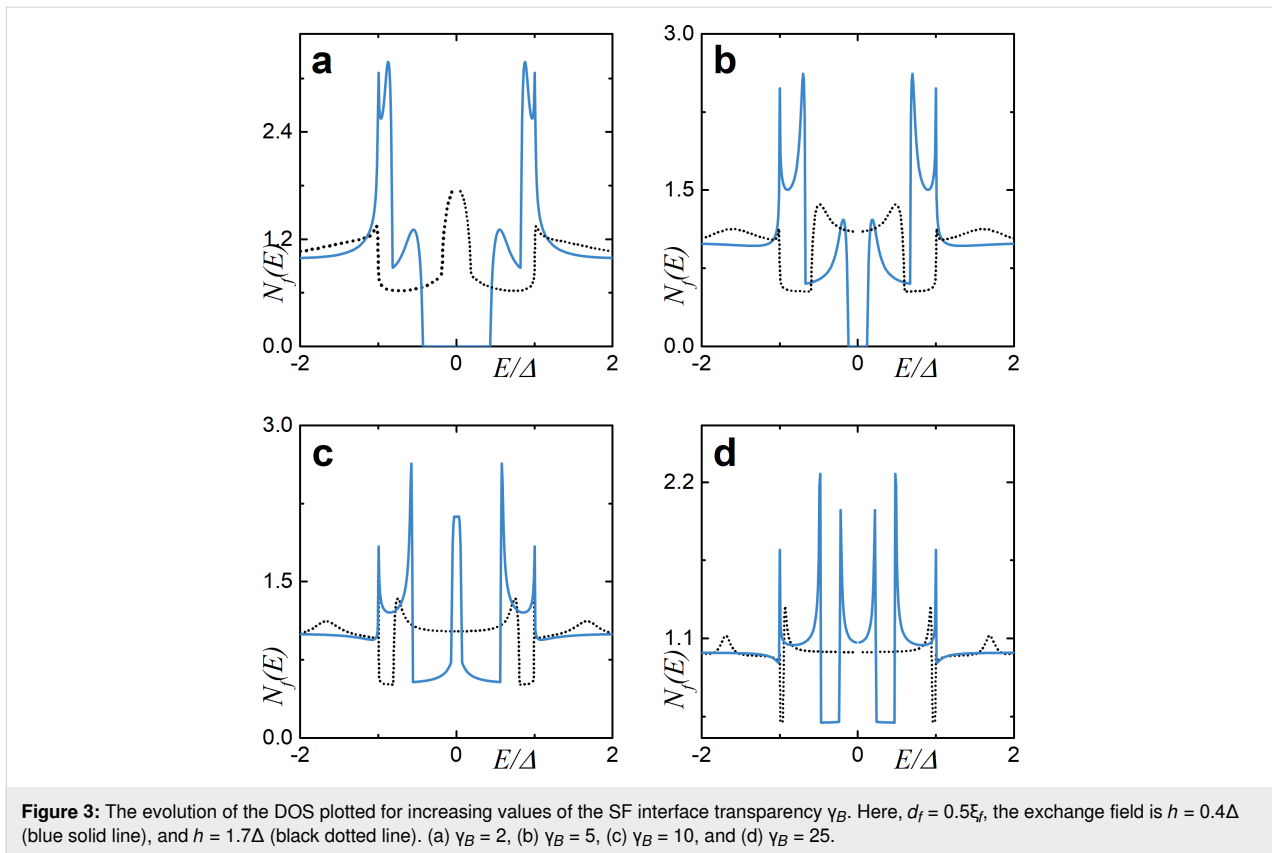 a
b
2.4
1.2
0.0
N_f(E)
-2
0
E/Δ
2
3.0
1.5
0.0
N_f(E)
-2
0
E/Δ
2
c
d
3.0
1.5
0.0
N_f(E)
-2
0
E/Δ
2
2.2
1.1
N_f(E)
-2
0
E/Δ
2
Figure 3: The evolution of the DOS plotted for increasing values of the SF interface transparency γ_B. Here, d_f = 0.5ξ_f, the exchange field is h = 0.4Δ
(blue solid line), and h = 1.7Δ (black dotted line). (a) γ_B = 2, (b) γ_B = 5, (c) γ_B = 10, and (d) γ_B = 25.